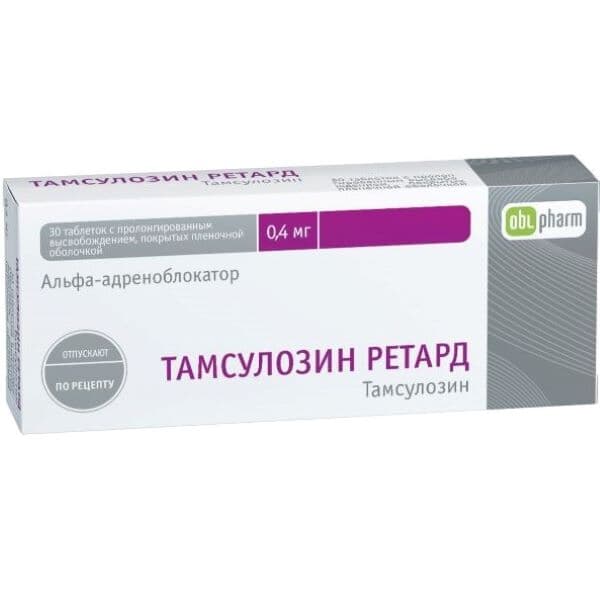 ТАМСУЛОЗИН РЕТАРД
Тамсулозин
30 таблеток с пролонгированным
высвобождением, покрытых пленочной
оболочкой
0,4 мг
obl pharm
Альфа-адреноблокатор
ОТПУСКАЮТ
ПО РЕЦЕПТУ
ТАМСУЛОЗИН РЕТАРД
Тамсулозин